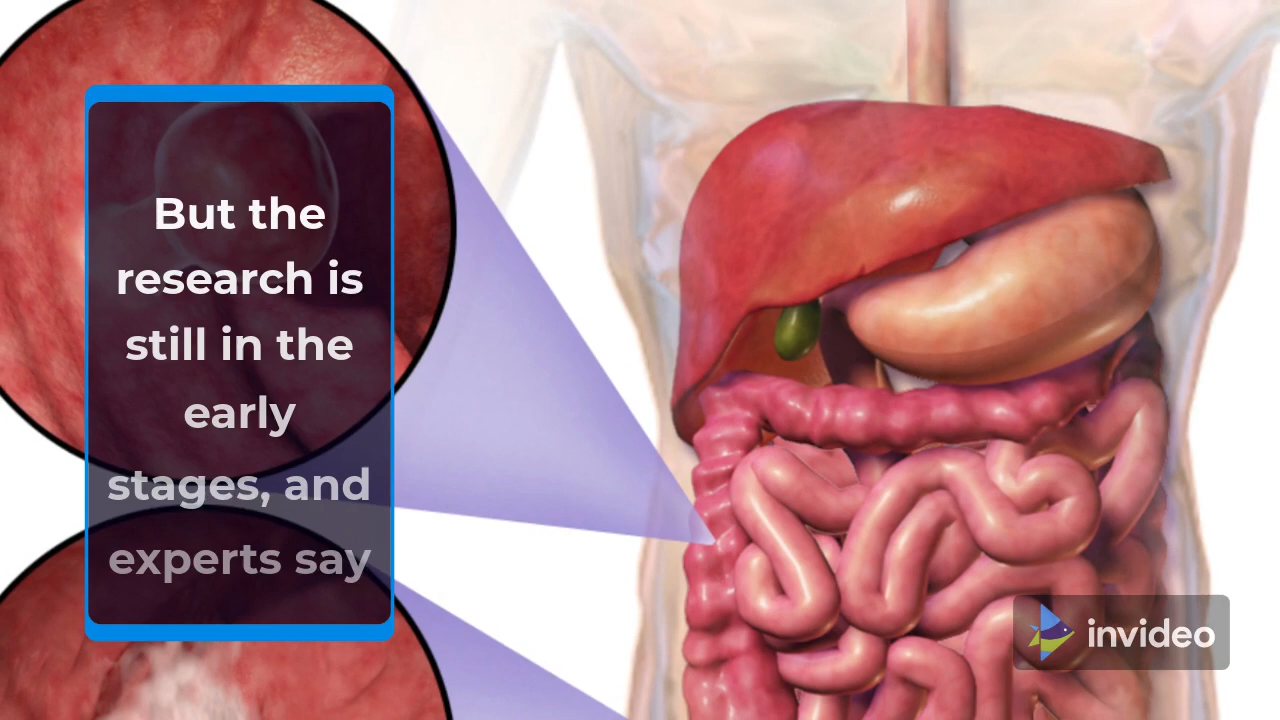 But the
research is
still in the
early
stages, and
experts say
invideo